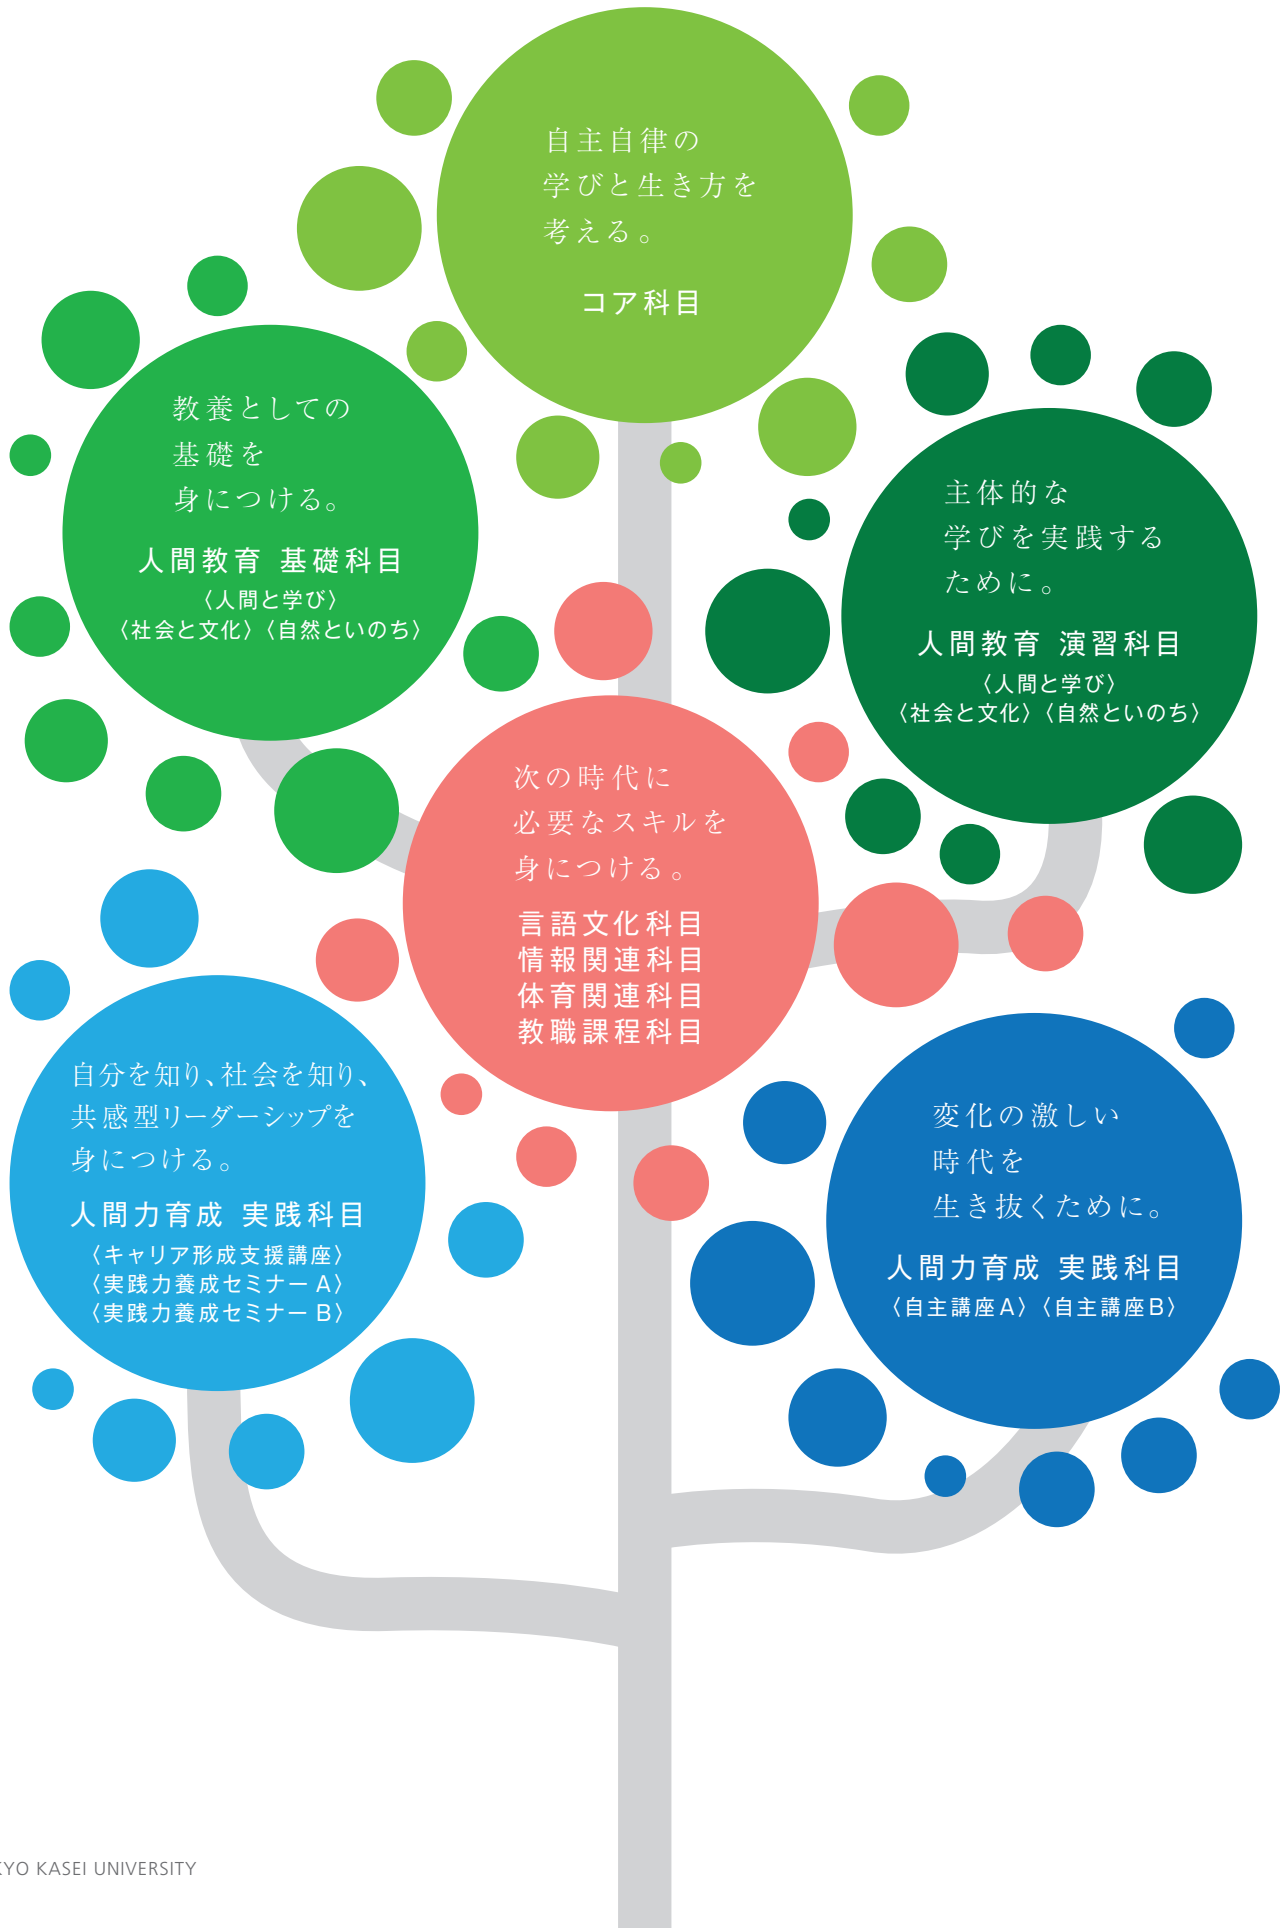 自主自律の
学びと生き方を
考える。
コア科目
教養としての
基礎を
身につける。
人間教育 基礎科目
〈人間と学び〉
〈社会と文化〉〈自然といのち〉
主体的な
学びを実践する
ために。
人間教育 演習科目
〈人間と学び〉
〈社会と文化〉〈自然といのち〉
次の時代に
必要なスキルを
身につける。
言語文化科目
情報関連科目
体育関連科目
教職課程科目
自分を知り、社会を知り、
共感型リーダーシップを
身につける。
人間力育成 実践科目
〈キャリア形成支援講座〉
〈実践力養成セミナーA〉
〈実践力養成セミナーB〉
変化の激しい
時代を
生き抜くために。
人間力育成 実践科目
〈自主講座A〉〈自主講座B〉
KYO KASEI UNIVERSITY